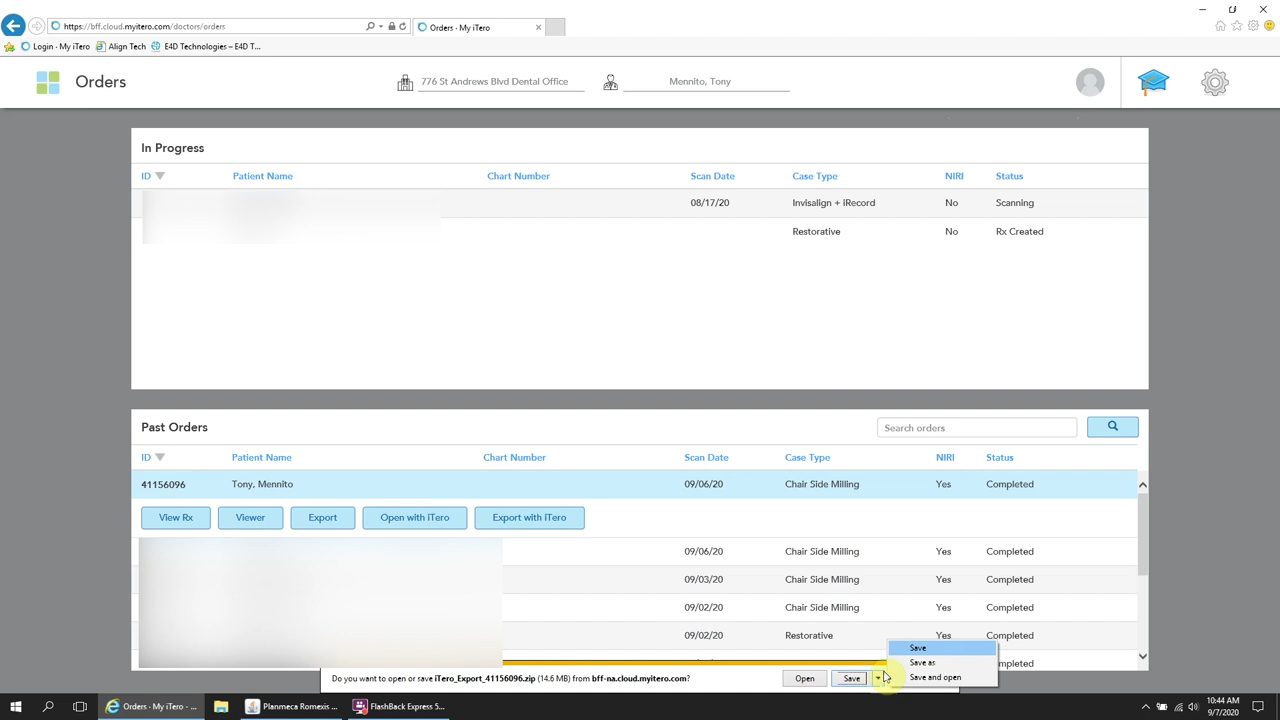 https://bff.cloud.myitero.com/doctors/orders
Orders - My iTero
Login - My iTero
Align Tech
E4D Technologies – E4D T...
Orders
776 St Andrews Blvd Dental Office
Mennito, Tony
In Progress
ID Patient Name Chart Number Scan Date Case Type NIRI Status
08/17/20 Invisalign + iRecord No Scanning
Restorative No Rx Created
Past Orders
Search orders
ID Patient Name Chart Number Scan Date Case Type NIRI Status
41156096 Tony, Mennito 09/06/20 Chair Side Milling Yes Completed
View Rx Viewer Export Open with iTero Export with iTero
09/06/20 Chair Side Milling Yes Completed
09/03/20 Chair Side Milling Yes Completed
09/02/20 Chair Side Milling Yes Completed
09/02/20 Restorative Yes Completed
Save
Save as
Save and open
Do you want to open or save iTero_Export_41156096.zip (14.6 MB) from bff-na.cloud.myitero.com?
Open Save
Orders - My iTero -...
Planmeca Romexis ...
FlashBack Express 5...
10:44 AM
9/7/2020